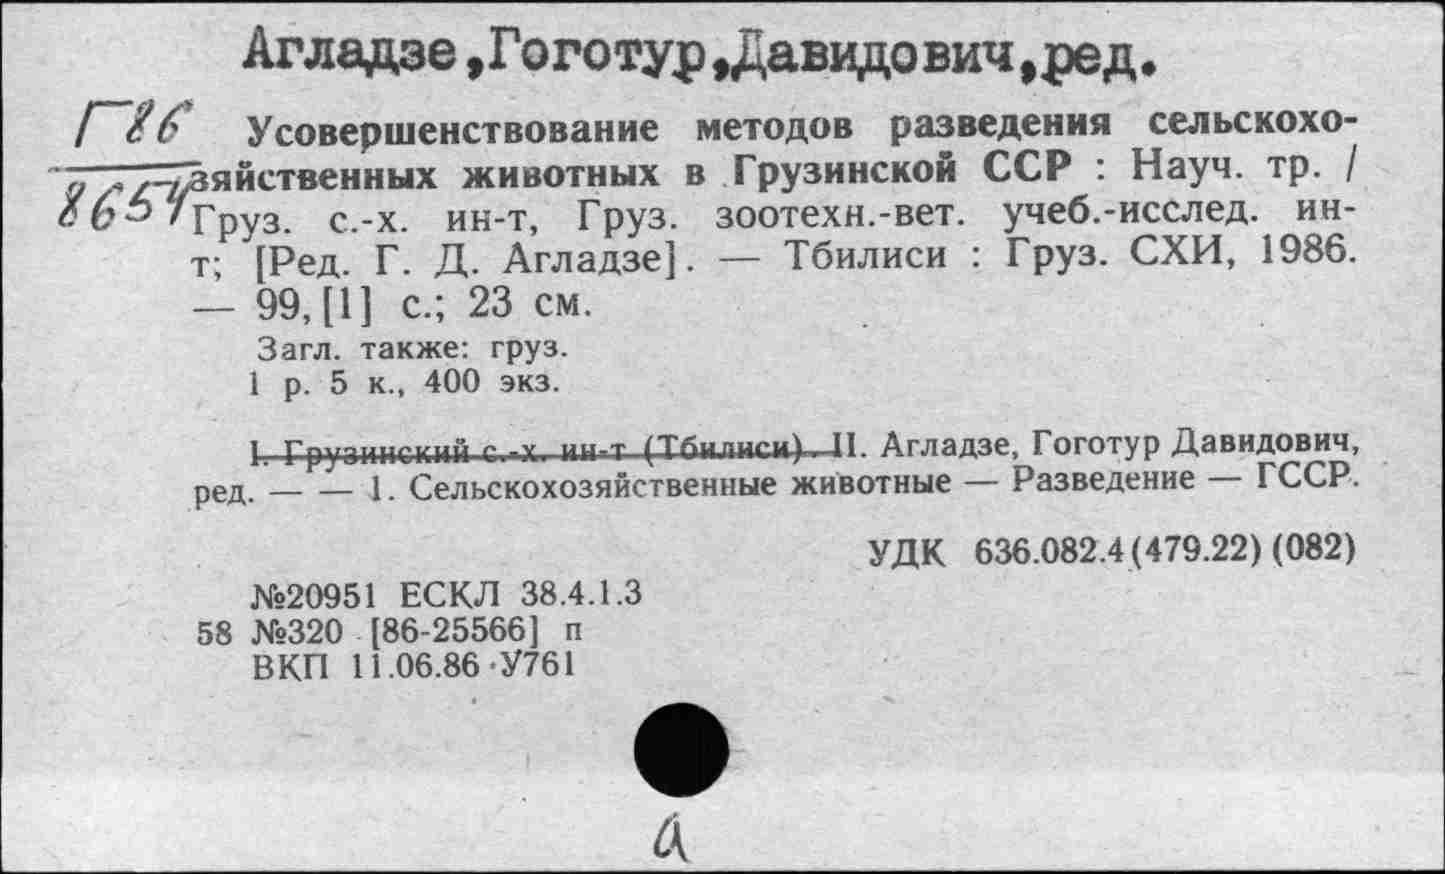 Агладзе,Гоготур,Давидович,ред.
Г86
8654
Усовершенствование методов разведения сельскохо-
зяйственных животных в Грузинской ССР : Науч. тр. /
Груз. с.-х. ин-т, Груз. зоотехн.-вет. учеб.-исслед. ин-
т; [Ред. Г. Д. Агладзе]. — Тбилиси : Груз. СХИ, 1986.
— 99, [1] с.; 23 см.
Загл. также: груз.
1 р. 5 к., 400 экз.
I. Грузинский с.-х. ин-т (Тбилиси). II. Агладзе, Гоготур Давидович,
ред. — — 1. Сельскохозяйственные животные — Разведение — ГССР.
УДК 636.082.4(479.22) (082)
№20951 ЕСКЛ 38.4.1.3
58 №320 [86-25566] п
ВКП 11.06.86 У761
а